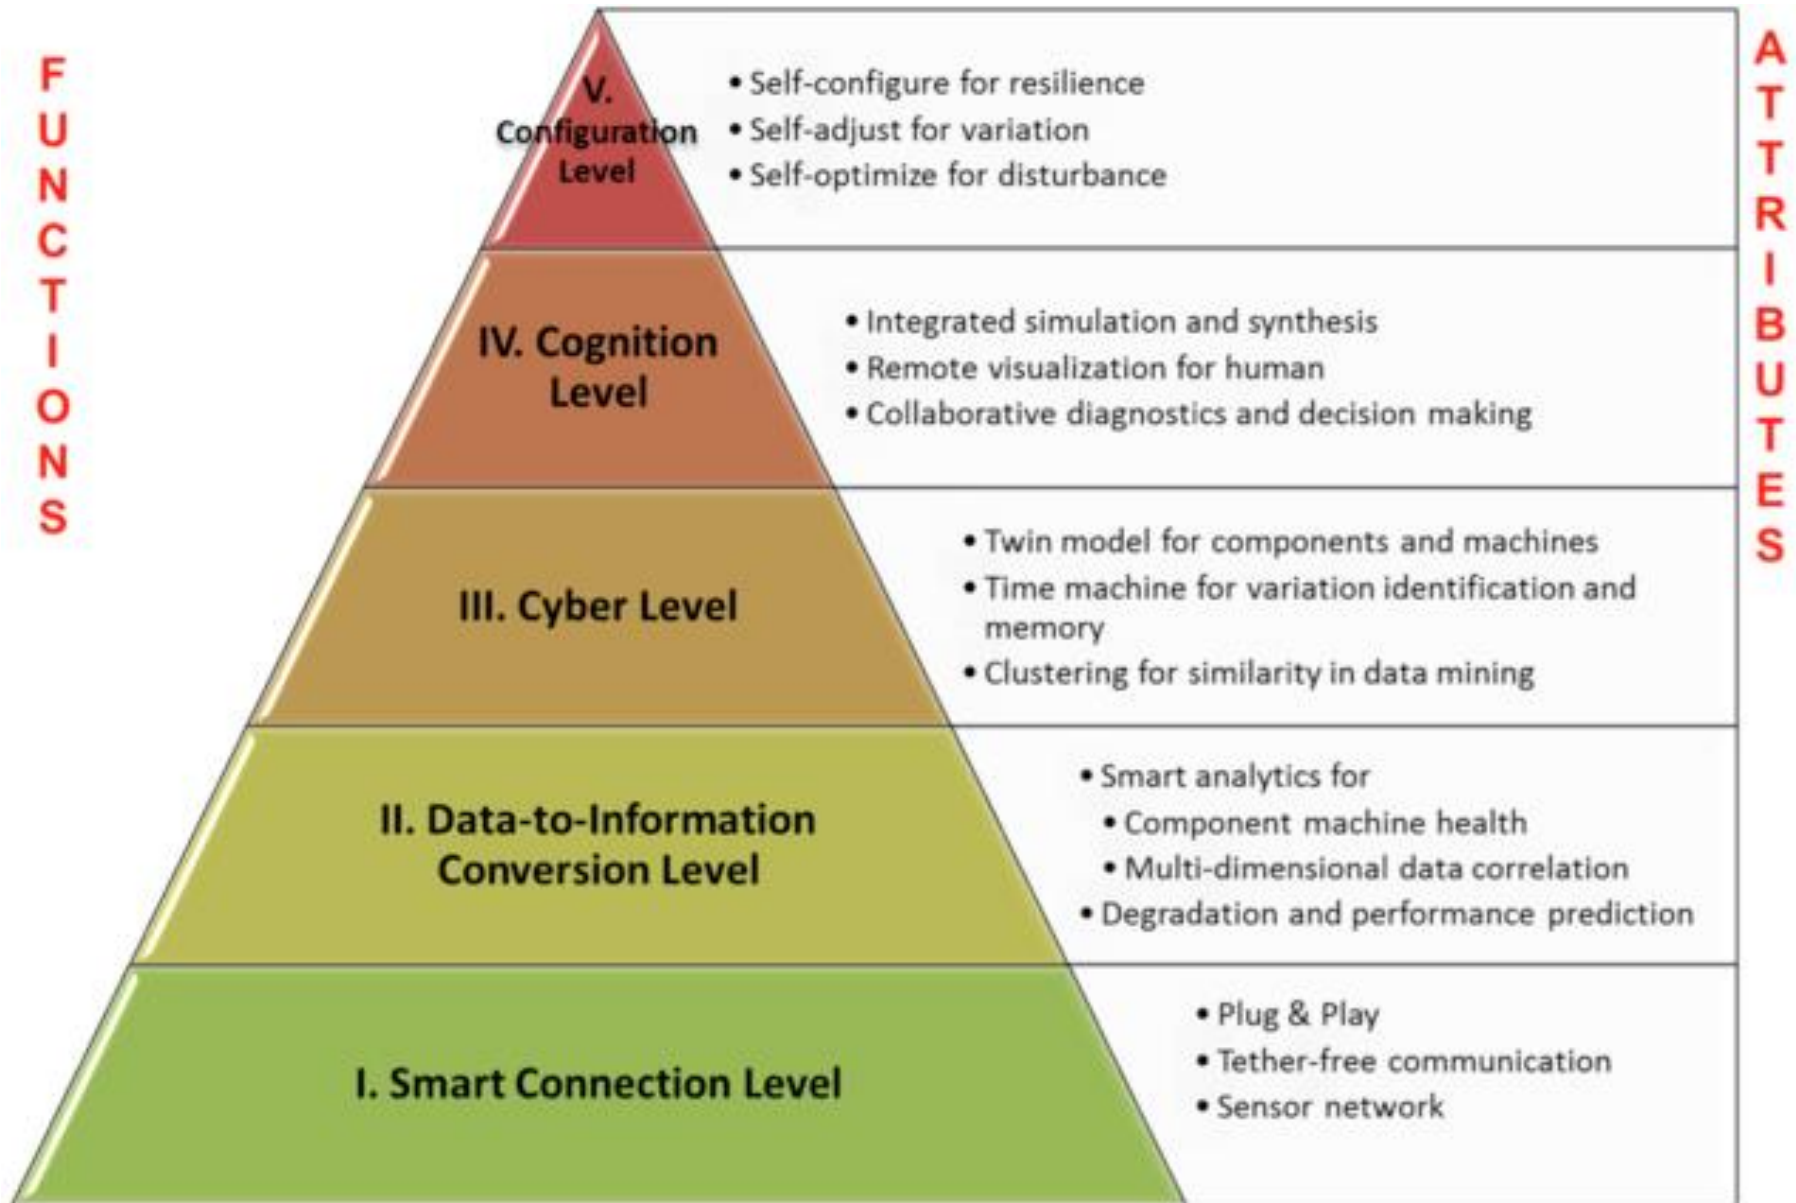 FUNCTIONS
ATTRIBUTES
V.
Configuration
Level
• Self-configure for resilience
• Self-adjust for variation
• Self-optimize for disturbance
IV. Cognition
Level
• Integrated simulation and synthesis
• Remote visualization for human
• Collaborative diagnostics and decision making
III. Cyber Level
• Twin model for components and machines
• Time machine for variation identification and
memory
• Clustering for similarity in data mining
II. Data-to-Information
Conversion Level
• Smart analytics for
• Component machine health
• Multi-dimensional data correlation
• Degradation and performance prediction
I. Smart Connection Level
• Plug & Play
• Tether-free communication
• Sensor network